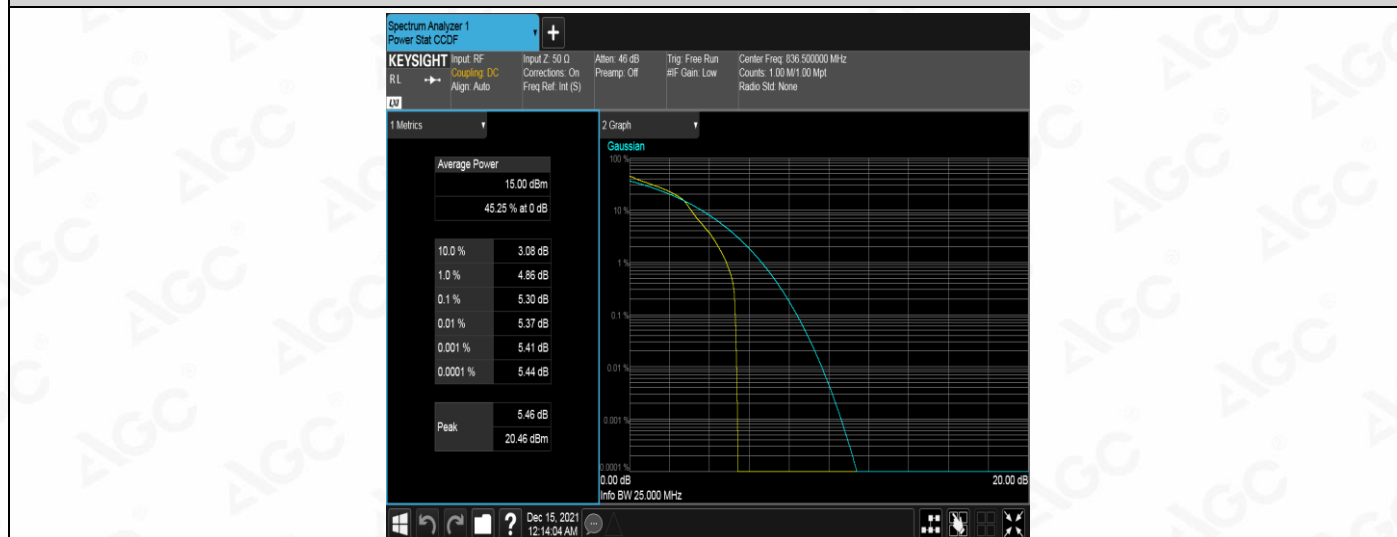 Spectrum Analyzer 1
Power Stat CCDF
+
KEYSIGHT
RL
LXI
Input: RF
Coupling: DC
Align: Auto
Input Z: 50 Ω
Corrections: On
Freq Ref: Int (S)
Atten: 46 dB
Preamp: Off
Trig: Free Run
#IF Gain: Low
Center Freq: 836.500000 MHz
Counts: 1.00 M/1.00 Mpt
Radio Std: None
1 Metrics
Average Power
15.00 dBm
45.25 % at 0 dB
10.0 % 3.08 dB
1.0 % 4.86 dB
0.1 % 5.30 dB
0.01 % 5.37 dB
0.001 % 5.41 dB
0.0001 % 5.44 dB
Peak
5.46 dB
20.46 dBm
2 Graph
Gaussian
100 %
10 %
1 %
0.1 %
0.01 %
0.001 %
0.0001 %
0.00 dB 20.00 dB
Info BW 25.000 MHz
?
Dec 15, 2021
12:14:04 AM
AGC